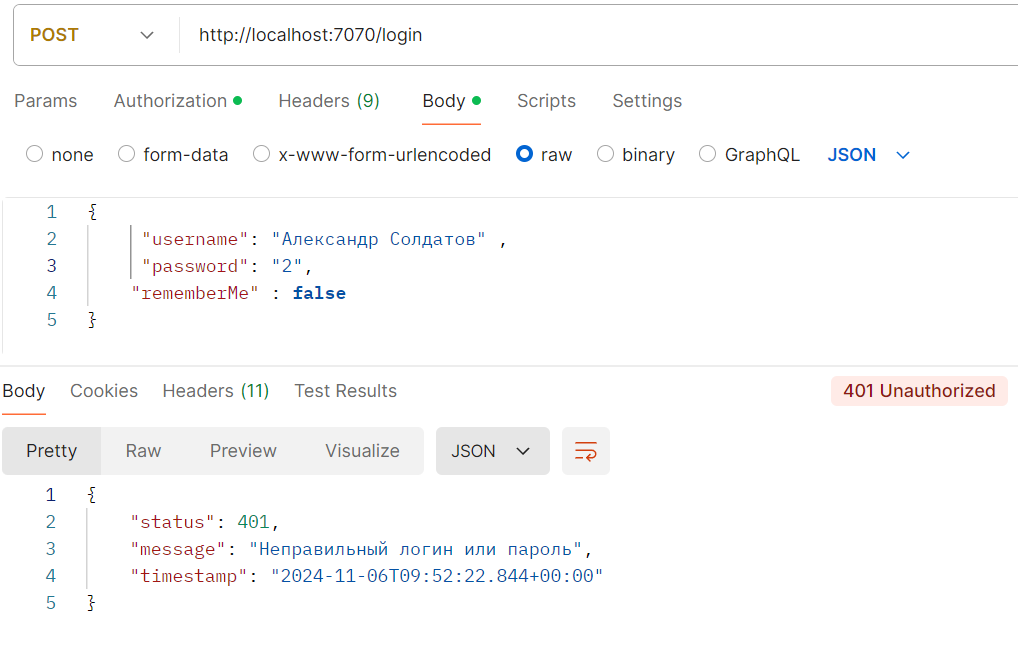 POST http://localhost:7070/login
Params Authorization Headers (9) Body Scripts Settings
none form-data x-www-form-urlencoded raw binary GraphQL JSON
1 {
2 "username": "Александр Солдатов" ,
3 "password": "2",
4 "rememberMe" : false
5 }
Body Cookies Headers (11) Test Results 401 Unauthorized
Pretty Raw Preview Visualize JSON
1 {
2 "status": 401,
3 "message": "Неправильный логин или пароль",
4 "timestamp": "2024-11-06T09:52:22.844+00:00"
5 }